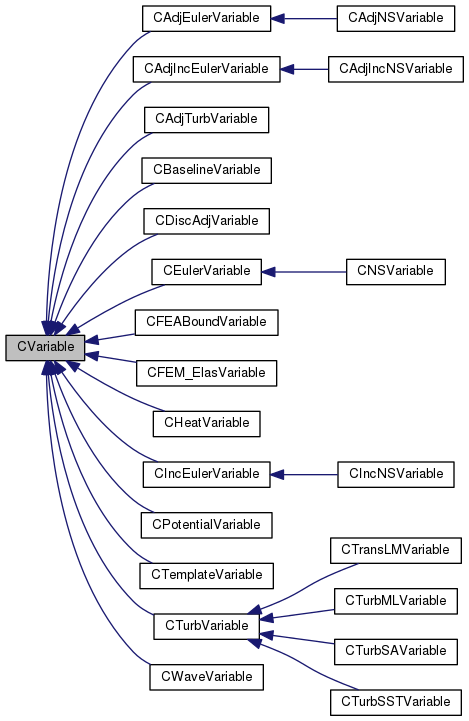 CAdjEulerVariable
CAdjNSVariable
CAdjIncEulerVariable
CAdjIncNSVariable
CAdjTurbVariable
CBaselineVariable
CDiscAdjVariable
CEulerVariable
CNSVariable
CFEABoundVariable
CVariable
CFEM_ElasVariable
CHeatVariable
CIncEulerVariable
CIncNSVariable
CPotentialVariable
CTransLMVariable
CTemplateVariable
CTurbMLVariable
CTurbVariable
CTurbSAVariable
CWaveVariable
CTurbSSTVariable